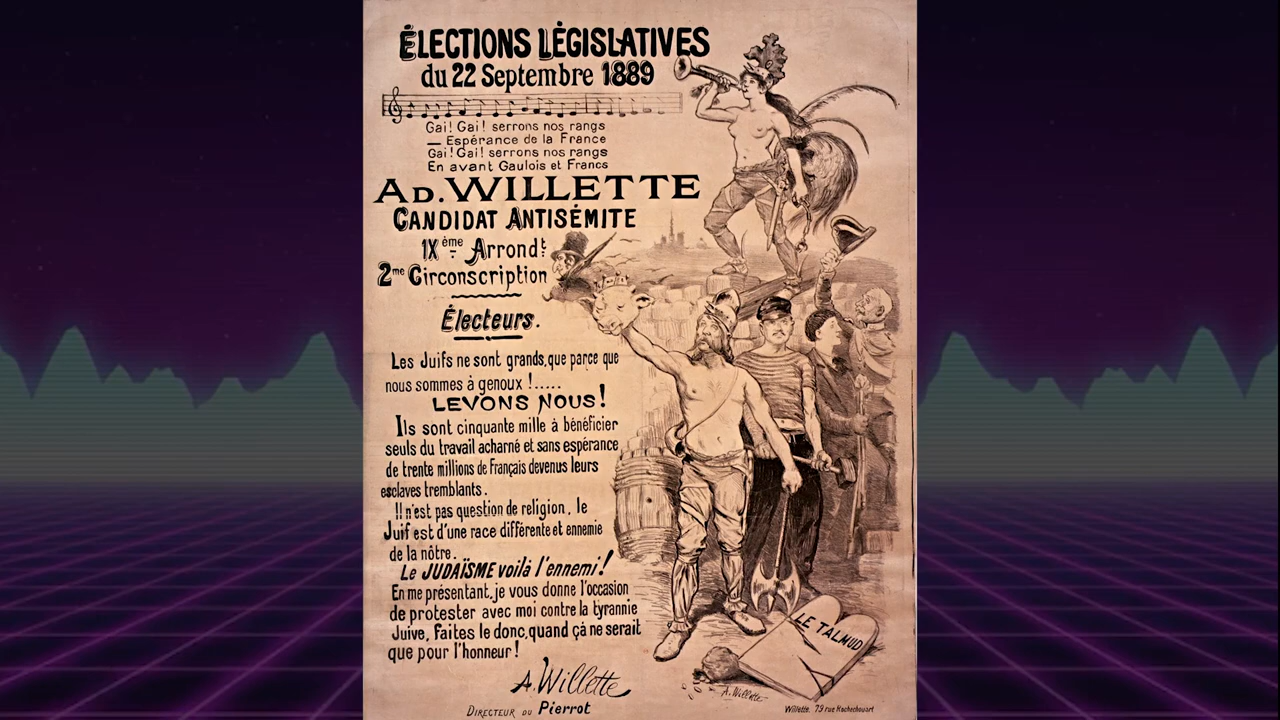 ÉLECTIONS LÉGISLATIVES
du 22 Septembre 1889
Gai! Gai! serrons nos rangs
— Espérance de la France
Gai! Gai! serrons nos rangs
En avant Gaulois et Francs
AD. WILLETTE
CANDIDAT ANTISÉMITE
IX ème Arrondt
2me Circonscription
Électeurs.
Les Juifs ne sont grands, que parce que
nous sommes à genoux !.....
LEVONS NOUS!
Ils sont cinquante mille à bénéficier
seuls du travail acharné et sans espérance
de trente millions de Français devenus leurs
esclaves tremblants.
Il n'est pas question de religion, le
Juif est d'une race différente et ennemie
de la nôtre.
Le JUDAÏSME voilà l'ennemi!
En me présentant, je vous donne l'occasion
de protester avec moi contre la tyrannie
Juive, Faites le donc, quand çà ne serait
que pour l'honneur!
A. Willette
DIRECTEUR DU Pierrot
LE TALMUD
A. Willette
Willette. 79 rue Rochechouart